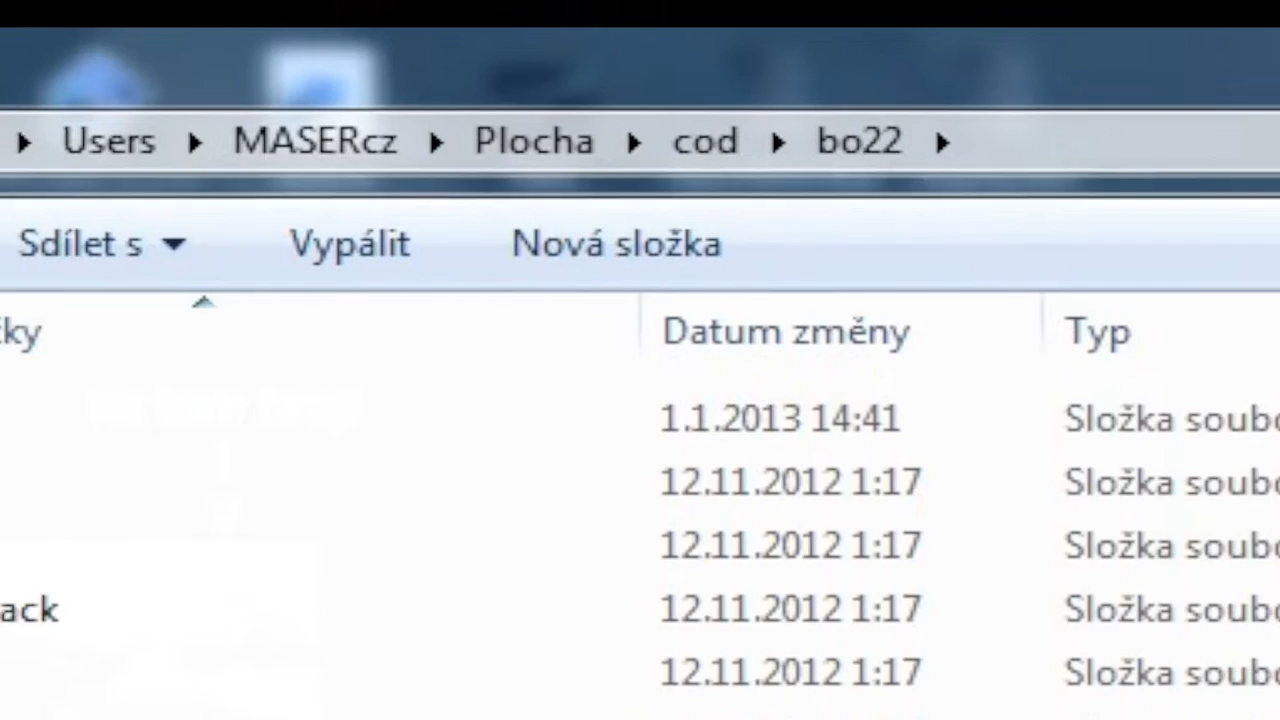 Users MASERcz Plocha cod bo22
Sdílet s Vypálit Nová složka
žky Datum změny Typ
1.1.2013 14:41 Složka soubo
12.11.2012 1:17 Složka soubo
12.11.2012 1:17 Složka soubo
ack 12.11.2012 1:17 Složka soubo
12.11.2012 1:17 Složka soubo